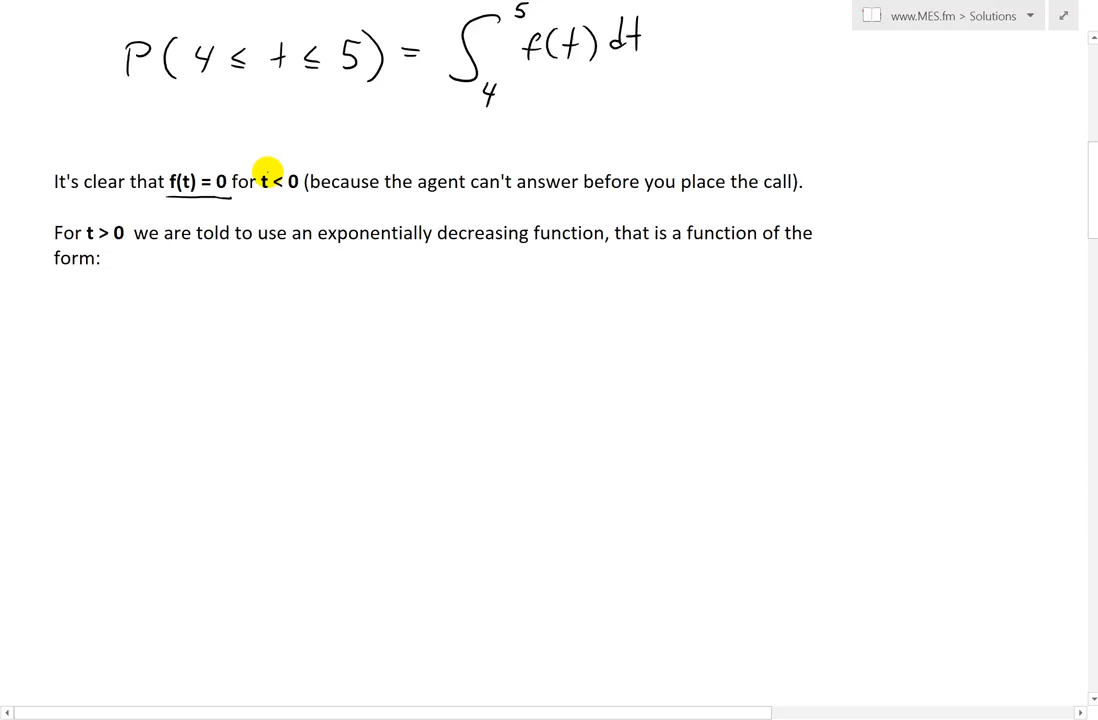 www.MES.fm > Solutions
P(4 ≤ t ≤ 5) = ∫₄⁵ f(t) dt
It's clear that f(t) = 0 for t < 0 (because the agent can't answer before you place the call).
For t > 0 we are told to use an exponentially decreasing function, that is a function of the
form: